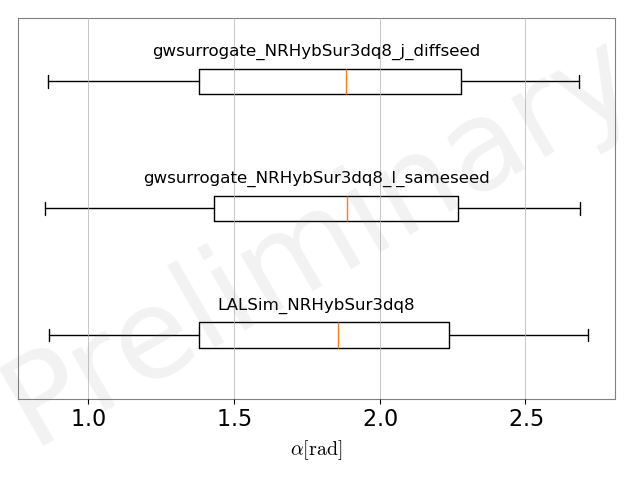 gwsurrogate_NRHybSur3dq8_j_diffseed
gwsurrogate_NRHybSur3dq8_l_sameseed
LALSim_NRHybSur3dq8
Preliminary
1.0 1.5 2.0 2.5
α[rad]